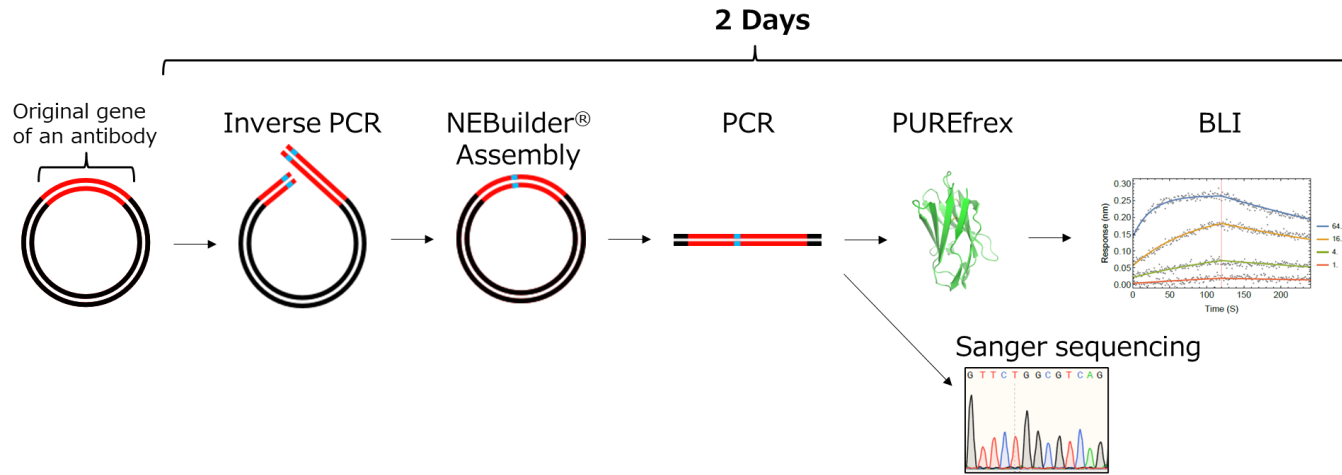 2 Days
Original gene
of an antibody
Inverse PCR
NEBuilder®
Assembly
PCR
PUREfrex
BLI
Response (nm)
0.30
0.25
0.20
0.15
0.10
0.05
0.00
0
50
100
150
200
Time (S)
64.
16.
4.
1.
Sanger sequencing
G T T C T G G C G T C A G